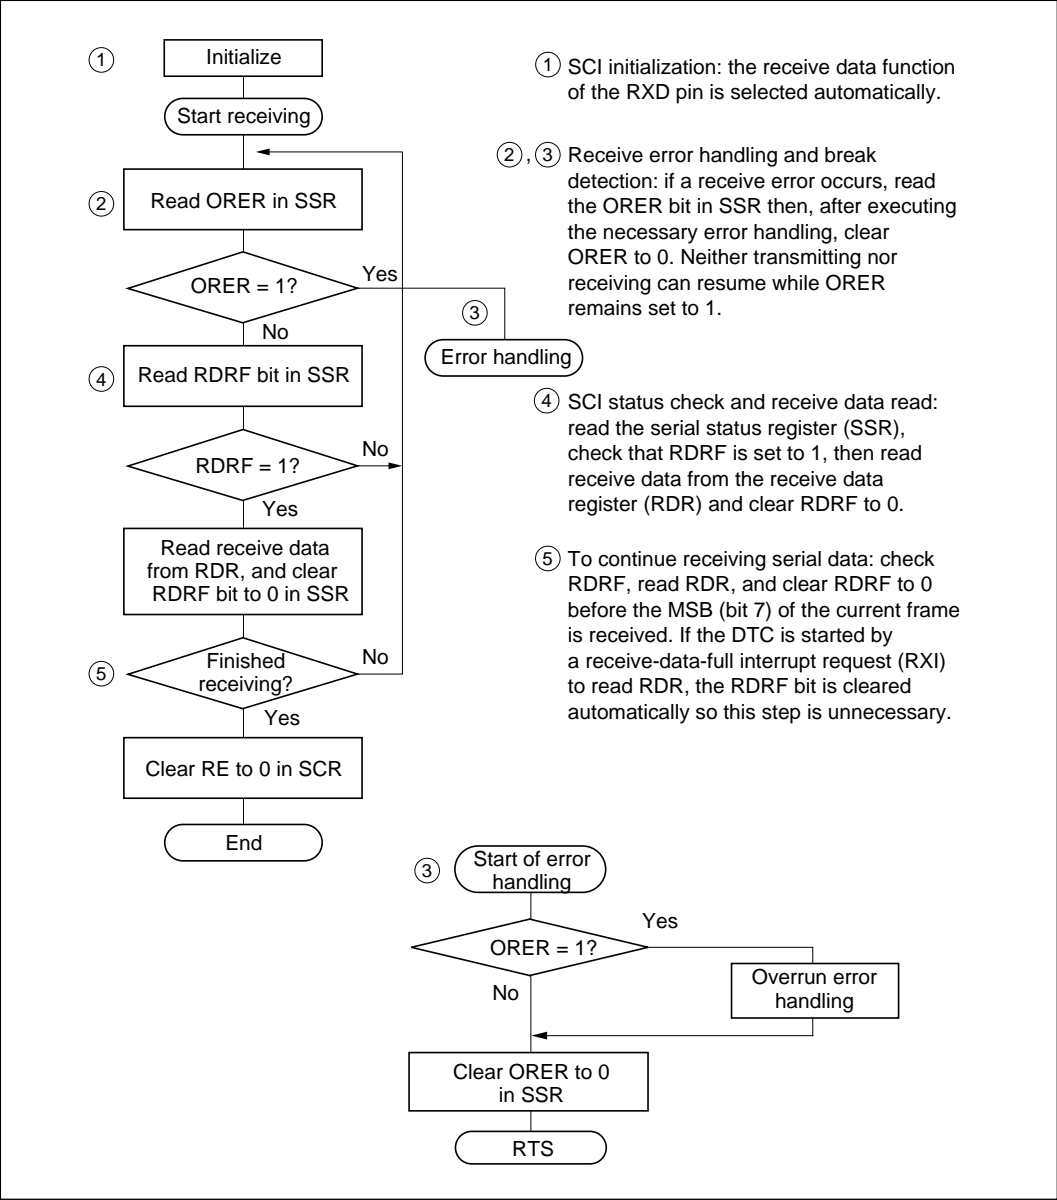 ① Initialize
Start receiving
② Read ORER in SSR
ORER = 1?
Yes
No
③
Error handling
④ Read RDRF bit in SSR
RDRF = 1?
No
Yes
Read receive data
from RDR, and clear
RDRF bit to 0 in SSR
⑤ Finished
receiving?
No
Yes
Clear RE to 0 in SCR
End
① SCI initialization: the receive data function
of the RXD pin is selected automatically.
②, ③ Receive error handling and break
detection: if a receive error occurs, read
the ORER bit in SSR then, after executing
the necessary error handling, clear
ORER to 0. Neither transmitting nor
receiving can resume while ORER
remains set to 1.
④ SCI status check and receive data read:
read the serial status register (SSR),
check that RDRF is set to 1, then read
receive data from the receive data
register (RDR) and clear RDRF to 0.
⑤ To continue receiving serial data: check
RDRF, read RDR, and clear RDRF to 0
before the MSB (bit 7) of the current frame
is received. If the DTC is started by
a receive-data-full interrupt request (RXI)
to read RDR, the RDRF bit is cleared
automatically so this step is unnecessary.
③ Start of error
handling
ORER = 1?
Yes
No
Overrun error
handling
Clear ORER to 0
in SSR
RTS